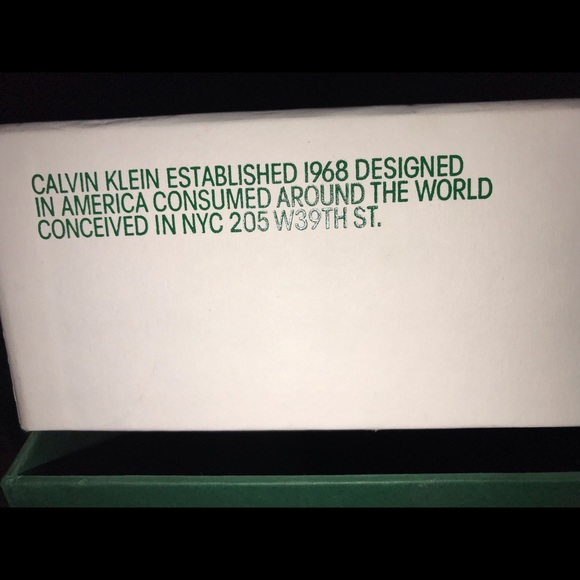 CALVIN KLEIN ESTABLISHED 1968 DESIGNED
IN AMERICA CONSUMED AROUND THE WORLD
CONCEIVED IN NYC 205 W39TH ST.